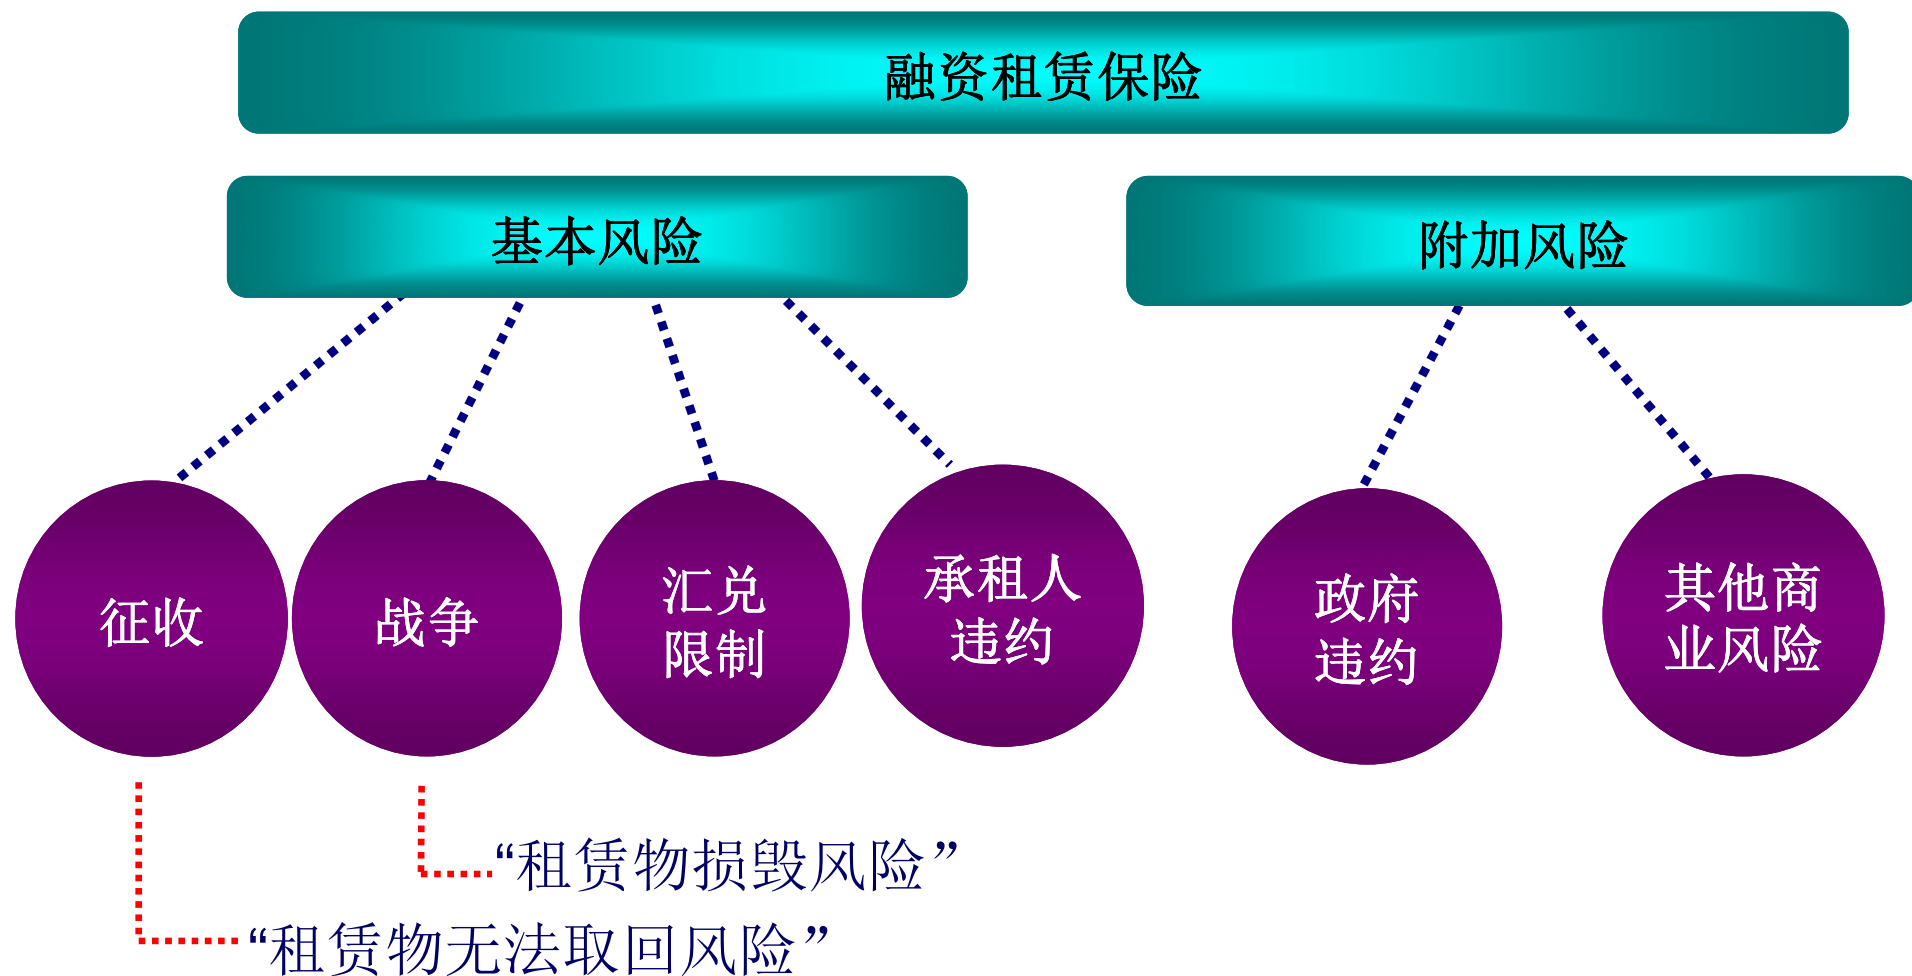 融资租赁保险
基本风险
附加风险
征收
战争
汇兑
限制
承租人
违约
政府
违约
其他商
业风险
“租赁物损毁风险”
“租赁物无法取回风险”